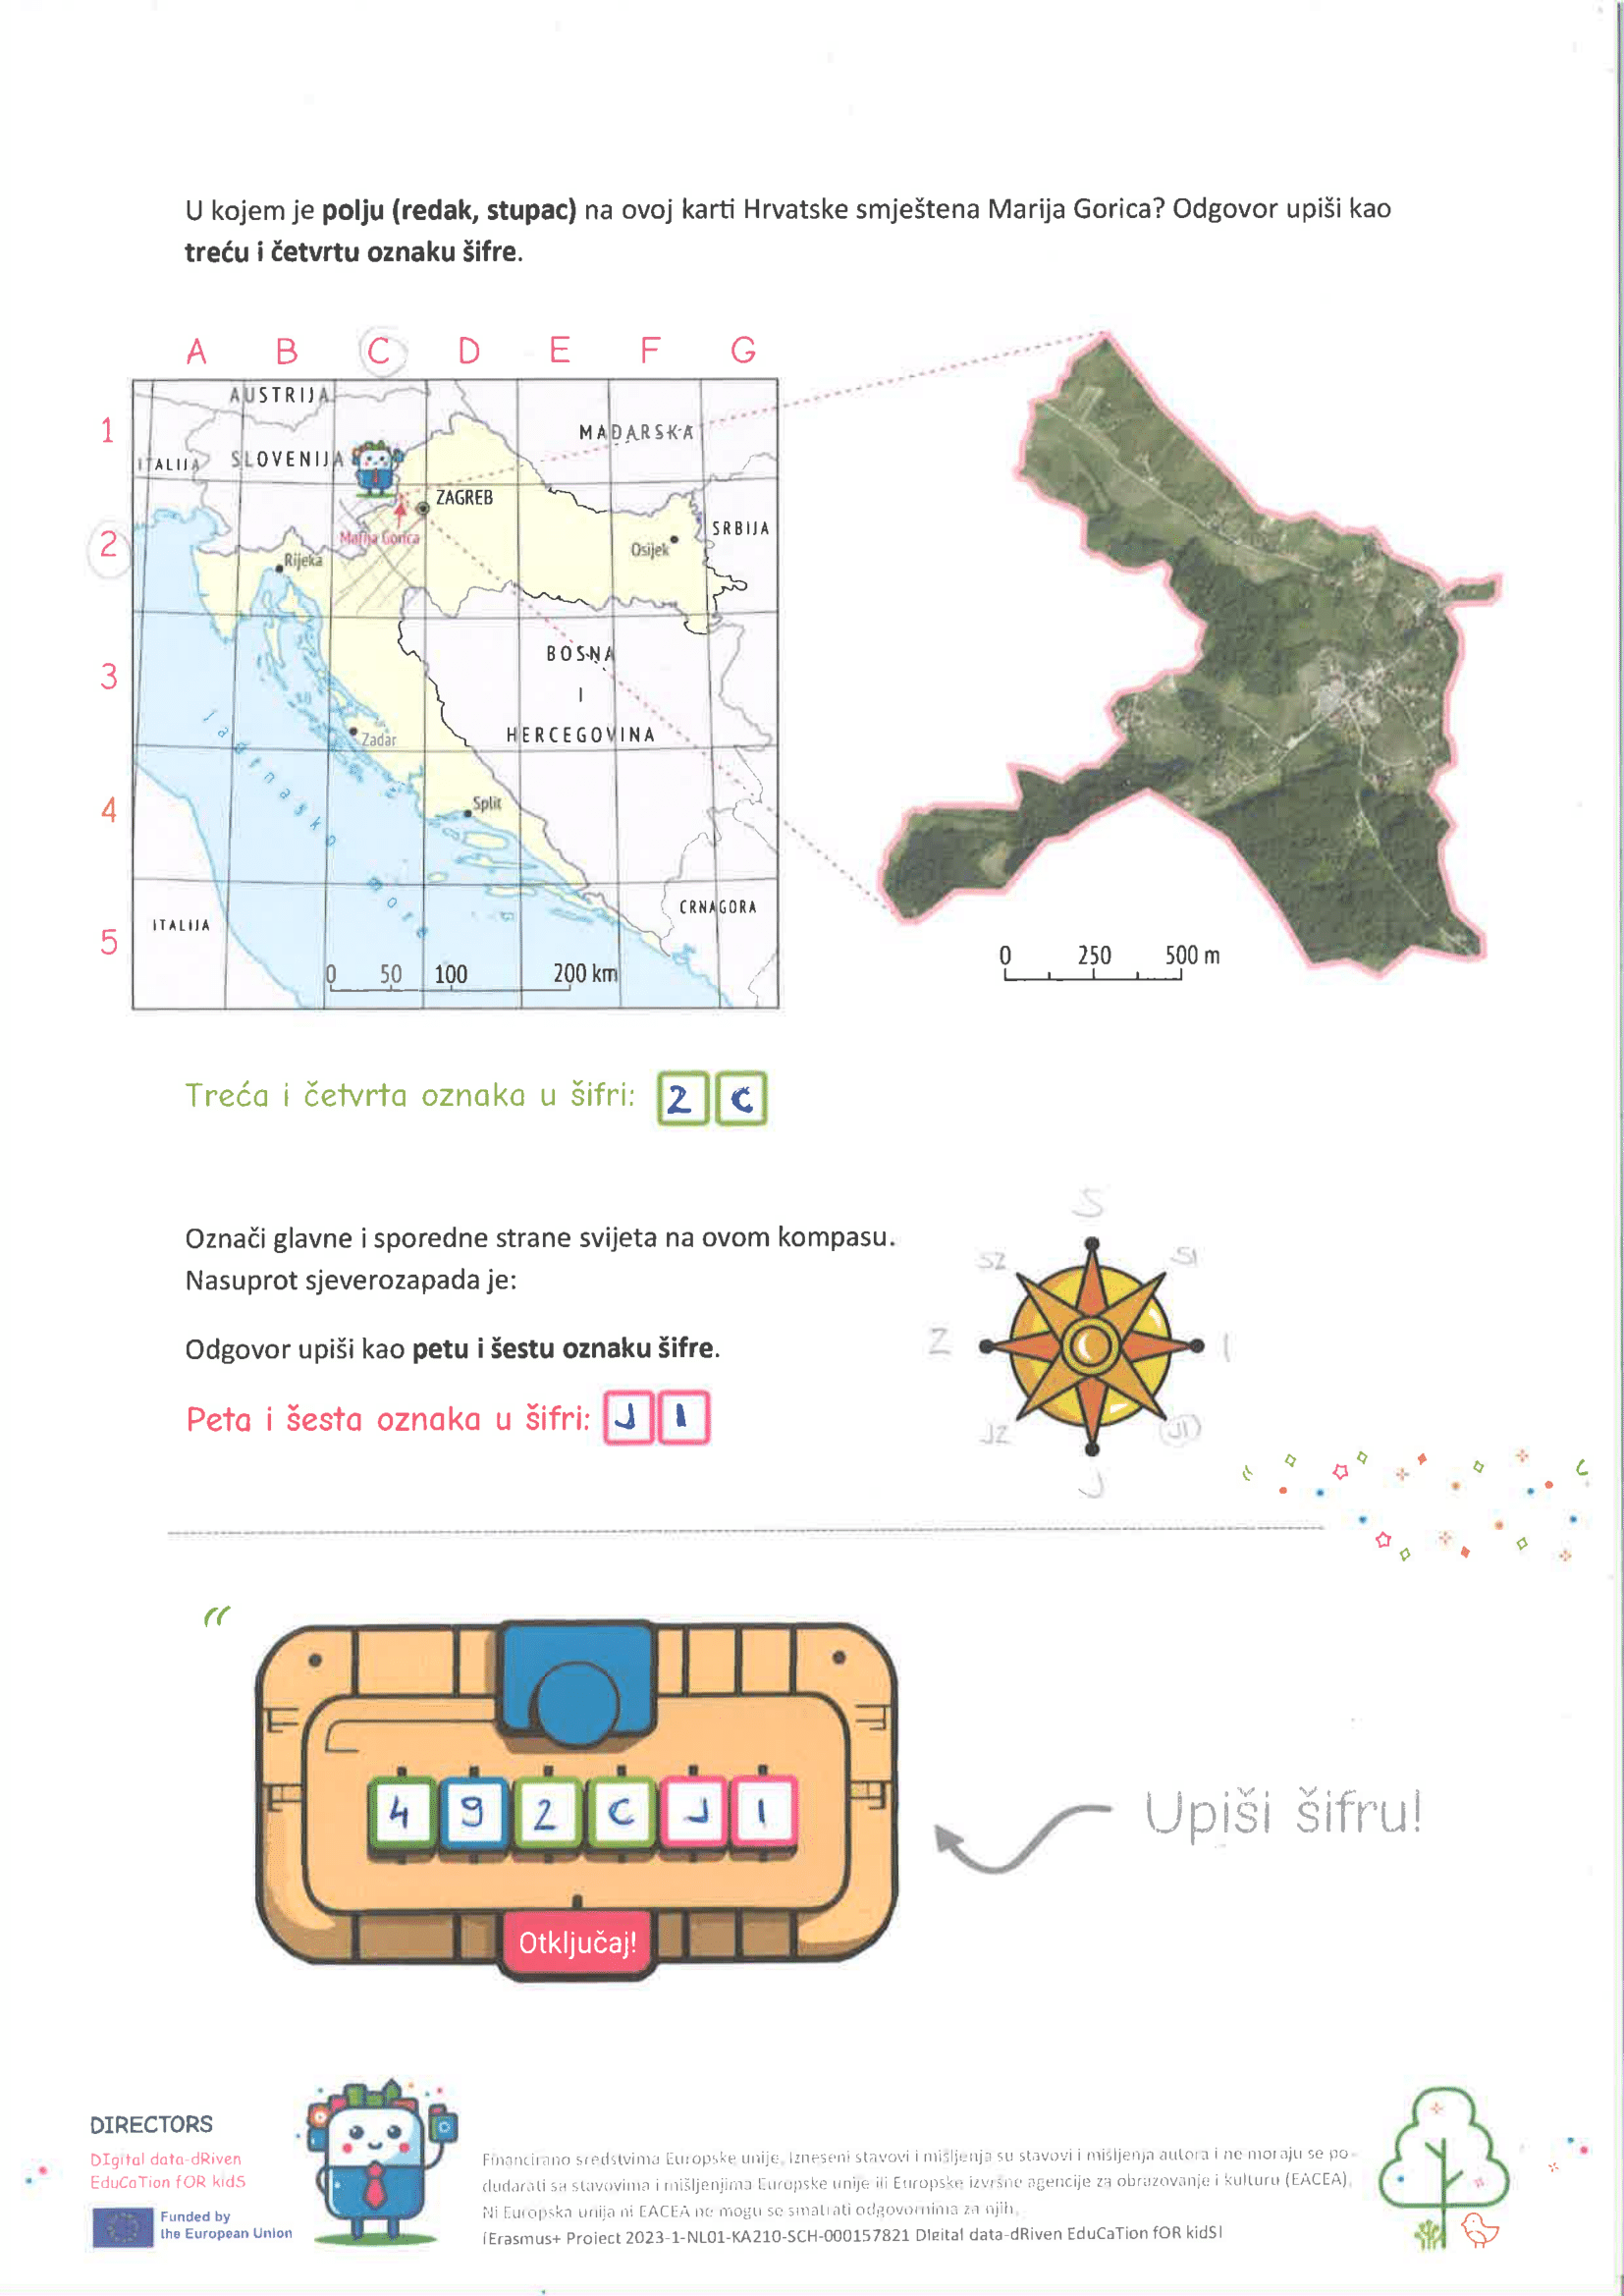 U kojem je polju (redak, stupac) na ovoj karti Hrvatske smještena Marija Gorica? Odgovor upiši kao
treću i četvrtu oznaku šifre.
A B C D E F G
1
2
3
4
5
AUSTRIJA
MAĐARSKA
ITALIJA
SLOVENIJA
ZAGREB
SRBIJA
Marija Gorica
Osijek
Rijeka
BOSNA
I
HERCEGOVINA
Zadar
Jadransko more
Split
CRNA GORA
ITALIJA
0 50 100 200 km
0 250 500 m
Treća i četvrta oznaka u šifri: 2 C
Označi glavne i sporedne strane svijeta na ovom kompasu.
Nasuprot sjeverozapada je:
Odgovor upiši kao petu i šestu oznaku šifre.
Peta i šesta oznaka u šifri: J I
S
SZ SI
Z I
JZ JI
J
4 9 2 C J I
Upiši šifru!
Otključaj!
DIRECTORS
DIgital data-dRiven
EduCaTion fOR kidS
Funded by
the European Union
Financirano sredstvima Europske unije. Izneseni stavovi i mišljenja su stavovi i mišljenja autora i ne moraju se po-
dudarati sa stavovima i mišljenjima Europske unije ili Europske izvršne agencije za obrazovanje i kulturu (EACEA).
Ni Europska unija ni EACEA ne mogu se smatrati odgovornima za njih.
(Erasmus+ Project 2023-1-NL01-KA210-SCH-000157821 DIgital data-dRiven EduCaTion fOR kidS)